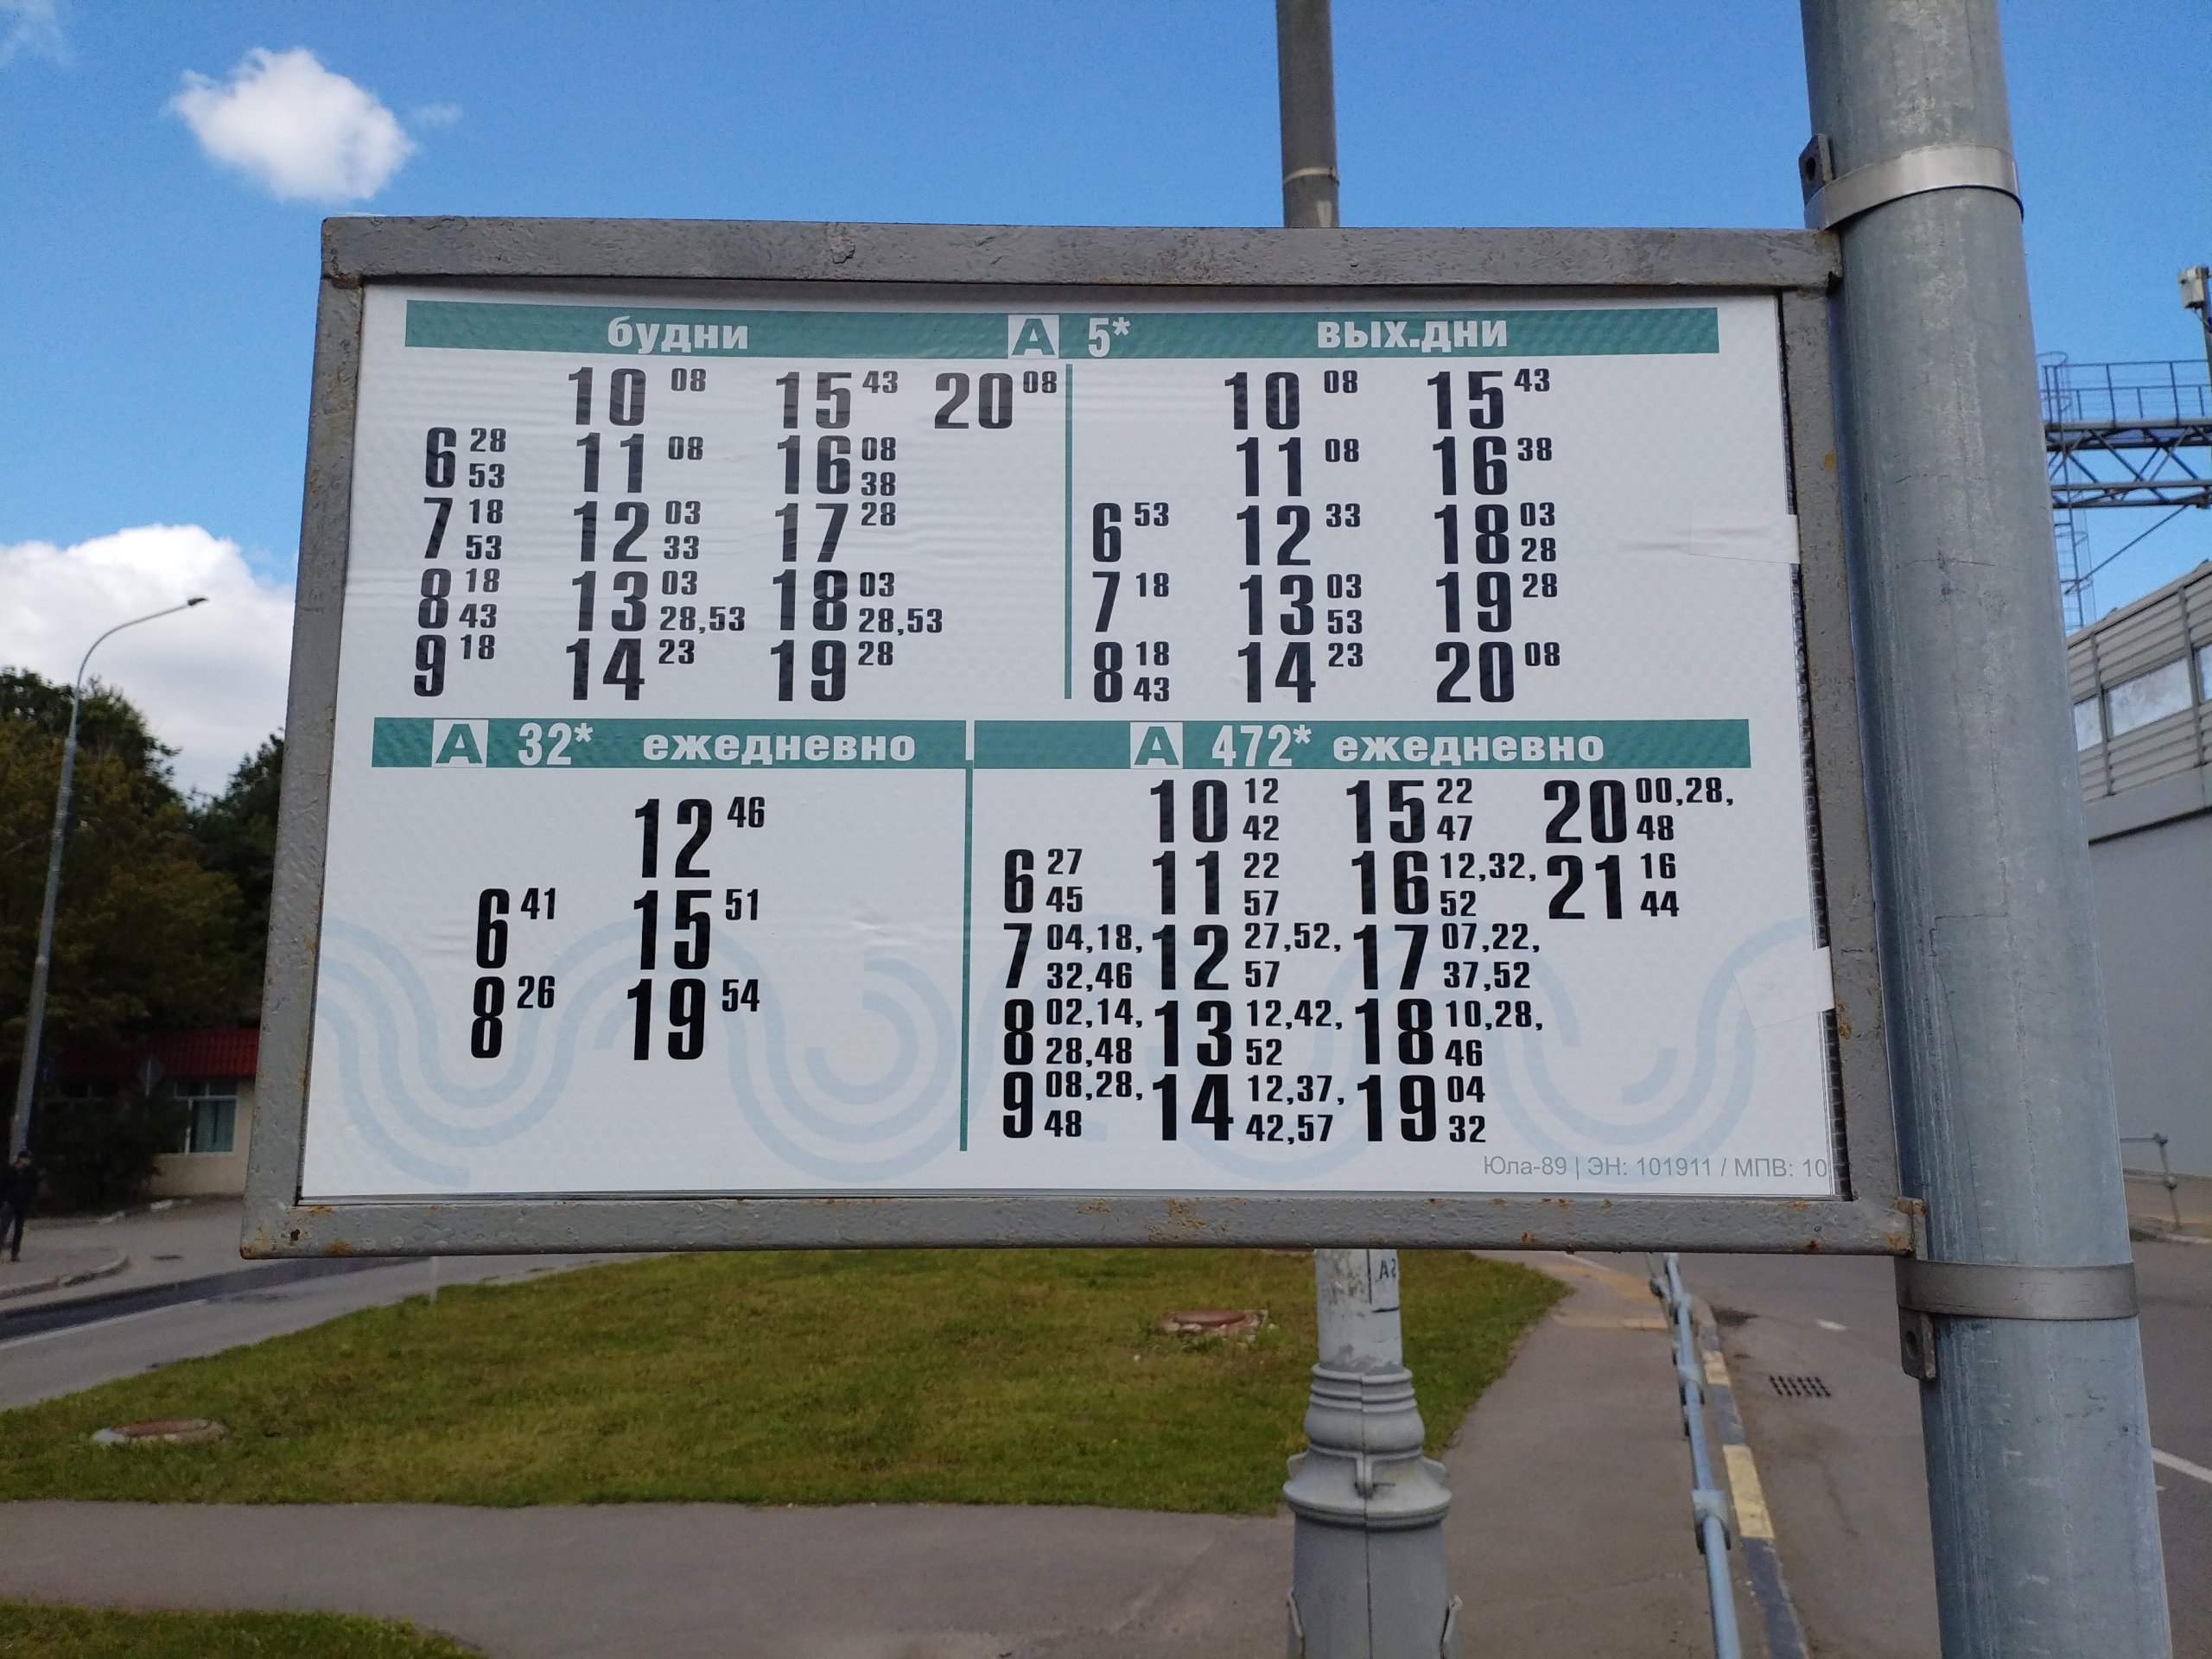 будни А 5* вых.дни
10 08 15 43 20 08 10 08 15 43
6 28 53 11 08 16 08 38 11 08 16 38
7 18 53 12 03 33 17 28 6 53 12 33 18 03 28
8 18 43 13 03 28,53 18 03 28,53 7 18 13 03 53 19 28
9 18 14 23 19 28 8 18 43 14 23 20 08
А 32* ежедневно
12 46
6 41 15 51
8 26 19 54
А 472* ежедневно
10 12 42 15 22 47 20 00,28, 48
6 27 45 11 22 57 16 12,32, 52 21 16 44
7 04,18, 32,46 12 27,52, 57 17 07,22, 37,52
8 02,14, 28,48 13 12,42, 52 18 10,28, 46
9 08,28, 48 14 12,37, 42,57 19 04 32
Юла-89 | ЭН: 101911 / МПВ: 10